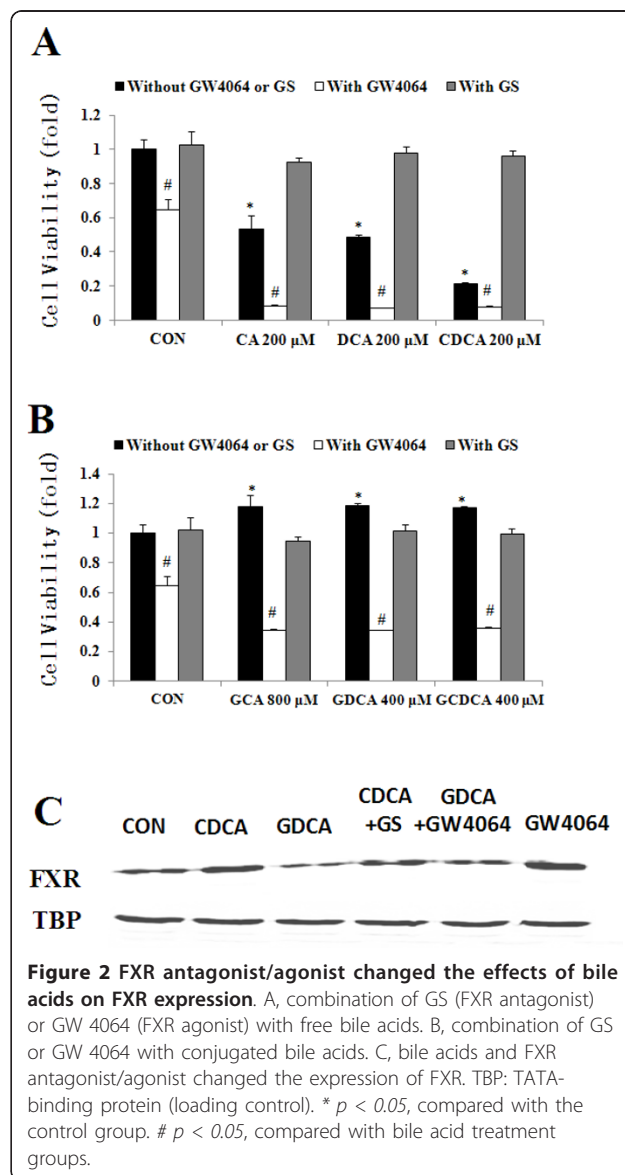 A
■Without GW4064 or GS □With GW4064 ■With GS
Cell Viability (fold)
1.2
1
0.8
0.6
0.4
0.2
0
#
*
#
*
#
*
#
CON CA 200 μM DCA 200 μM CDCA 200 μM
B
■Without GW4064 or GS □With GW4064 ■With GS
Cell Viability (fold)
1.4
1.2
1
0.8
0.6
0.4
0.2
0
#
*
#
*
#
*
#
CON GCA 800 μM GDCA 400 μM GCDCA 400 μM
C
CON CDCA GDCA CDCA +GS GDCA +GW4064 GW4064
FXR
TBP
Figure 2 FXR antagonist/agonist changed the effects of bile
acids on FXR expression. A, combination of GS (FXR antagonist)
or GW 4064 (FXR agonist) with free bile acids. B, combination of GS
or GW 4064 with conjugated bile acids. C, bile acids and FXR
antagonist/agonist changed the expression of FXR. TBP: TATA-
binding protein (loading control). * p < 0.05, compared with the
control group. # p < 0.05, compared with bile acid treatment
groups.